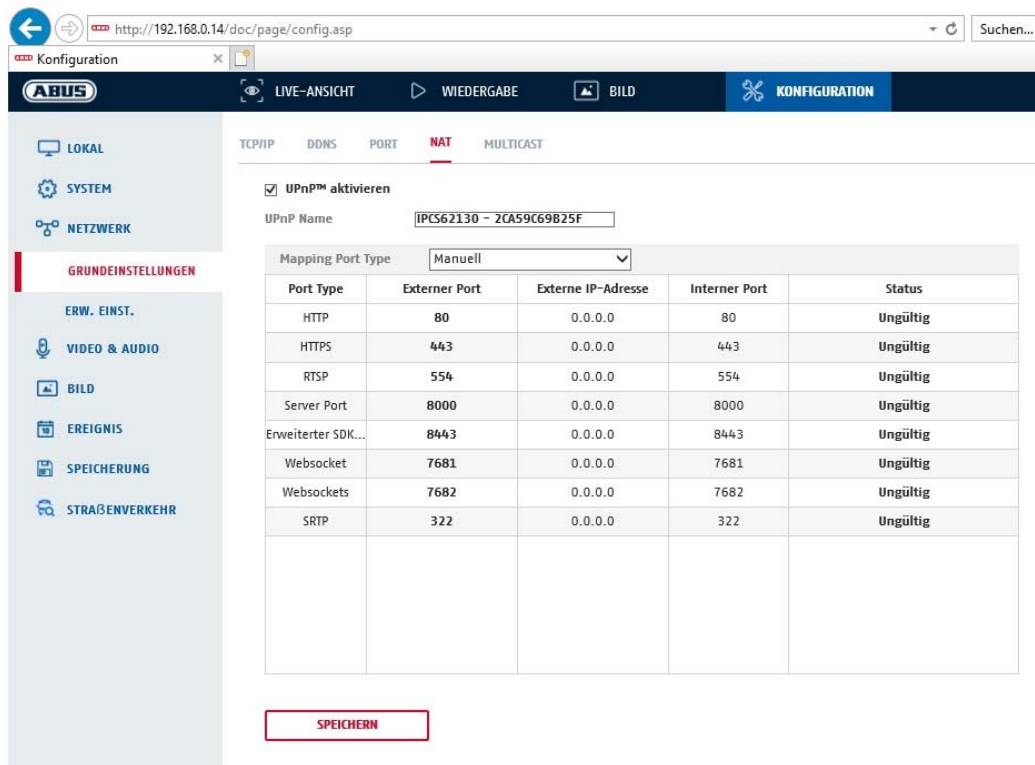 http://192.168.0.14/doc/page/config.asp
Suchen...
Konfiguration
ABUS
LIVE-ANSICHT WIEDERGABE BILD KONFIGURATION
LOKAL
SYSTEM
NETZWERK
GRUNDEINSTELLUNGEN
ERW. EINST.
VIDEO & AUDIO
BILD
EREIGNIS
SPEICHERUNG
STRAßENVERKEHR
TCP/IP DDNS PORT NAT MULTICAST
UPnP™ aktivieren
UPnP Name IPCS62130 - 2CA59C69B25F
Mapping Port Type Manuell
Port Type Externer Port Externe IP-Adresse Interner Port Status
HTTP 80 0.0.0.0 80 Ungültig
HTTPS 443 0.0.0.0 443 Ungültig
RTSP 554 0.0.0.0 554 Ungültig
Server Port 8000 0.0.0.0 8000 Ungültig
Erweiterter SDK... 8443 0.0.0.0 8443 Ungültig
Websocket 7681 0.0.0.0 7681 Ungültig
Websockets 7682 0.0.0.0 7682 Ungültig
SRTP 322 0.0.0.0 322 Ungültig
SPEICHERN